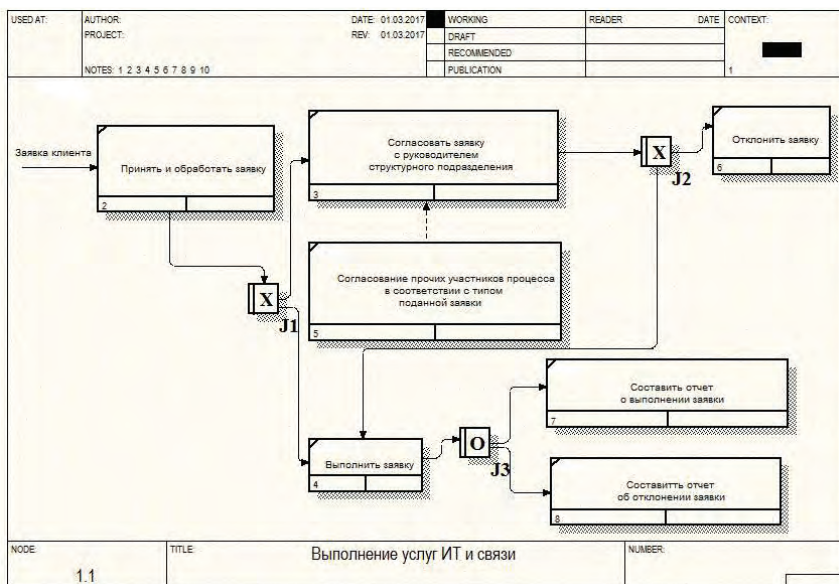 USED AT:
AUTHOR:
DATE: 01.03.2017
WORKING
READER
DATE
CONTEXT:
PROJECT:
REV: 01.03.2017
DRAFT
RECOMMENDED
NOTES: 1 2 3 4 5 6 7 8 9 10
PUBLICATION
1
Заявка клиента
Принять и обработать заявку
2
Согласовать заявку
с руководителем
структурного подразделения
3
X
J2
Отклонить заявку
6
X
J1
Согласование прочих участников процесса
в соответствии с типом
поданной заявки
5
Составить отчет
о выполнении заявки
7
Выполнить заявку
4
O
J3
Составитть отчет
об отклонении заявки
8
NODE:
1.1
TITLE:
Выполнение услуг ИТ и связи
NUMBER: